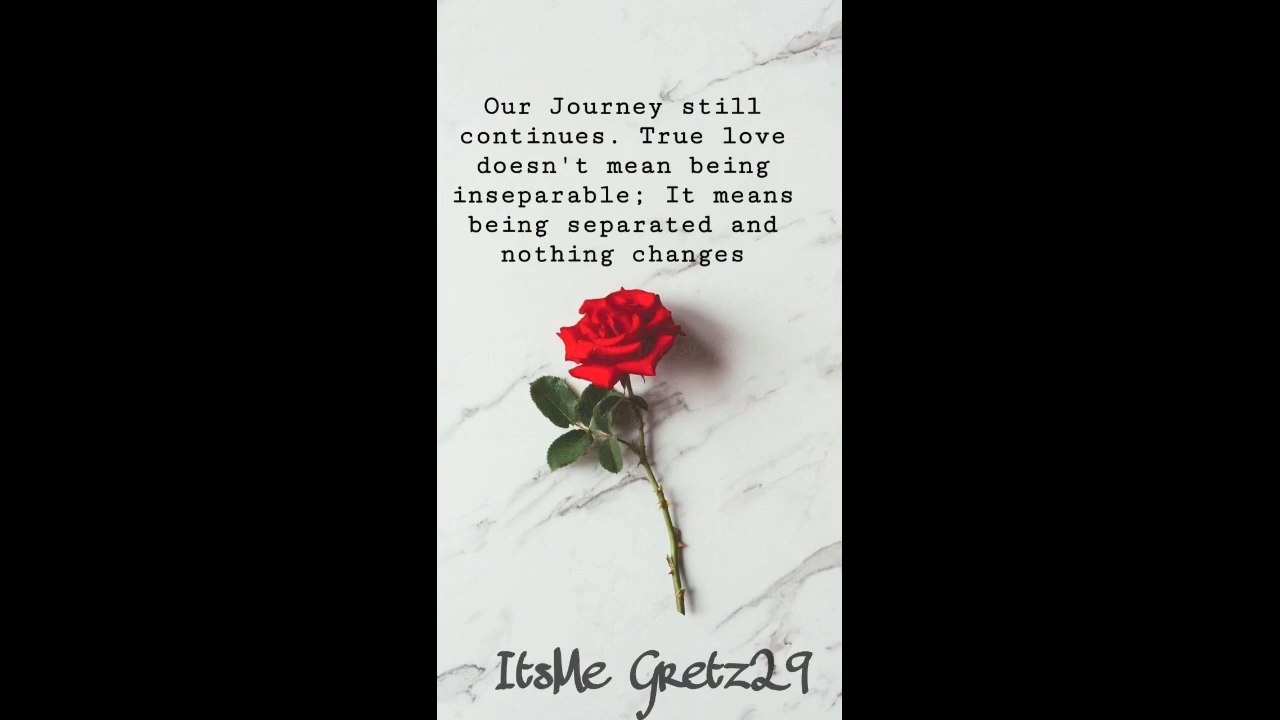 Our Journey still
continues. True love
doesn't mean being
inseparable; It means
being separated and
nothing changes
ItsMe Gretz29